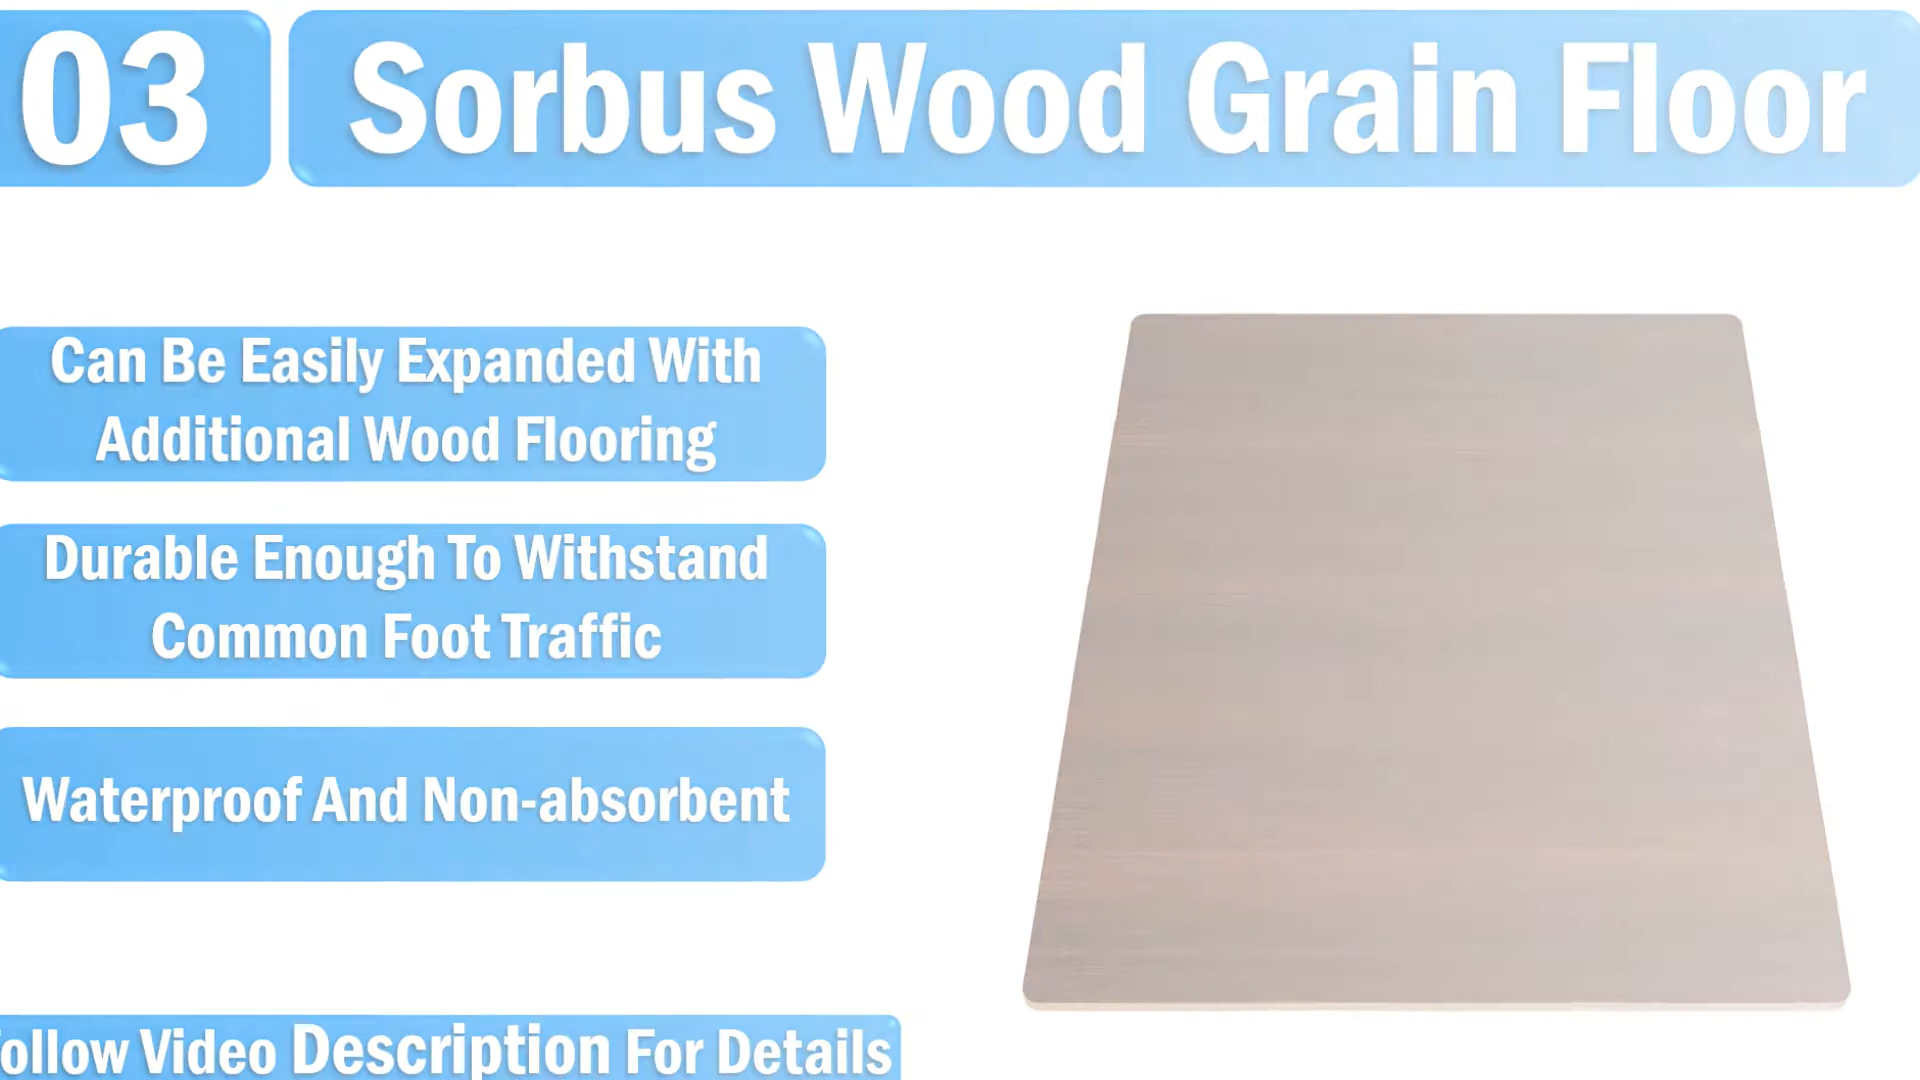 03 Sorbus Wood Grain Floor
Can Be Easily Expanded With
Additional Wood Flooring
Durable Enough To Withstand
Common Foot Traffic
Waterproof And Non-absorbent
ollow Video Description For Details